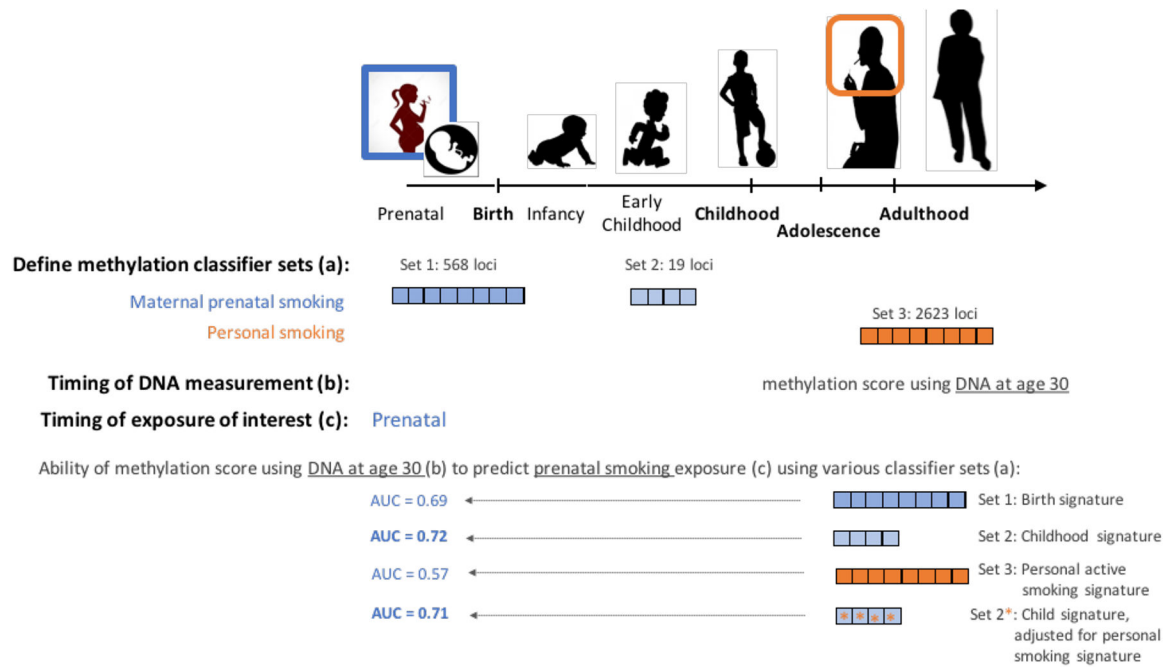 Prenatal
Birth
Infancy
Early
Childhood
Childhood
Adolescence
Adulthood
Define methylation classifier sets (a):
Set 1: 568 loci
Set 2: 19 loci
Maternal prenatal smoking
Set 3: 2623 loci
Personal smoking
Timing of DNA measurement (b):
methylation score using DNA at age 30
Timing of exposure of interest (c):
Prenatal
Ability of methylation score using DNA at age 30 (b) to predict prenatal smoking exposure (c) using various classifier sets (a):
AUC = 0.69
Set 1: Birth signature
AUC = 0.72
Set 2: Childhood signature
AUC = 0.57
Set 3: Personal active
smoking signature
AUC = 0.71
* * * *
Set 2*: Child signature,
adjusted for personal
smoking signature